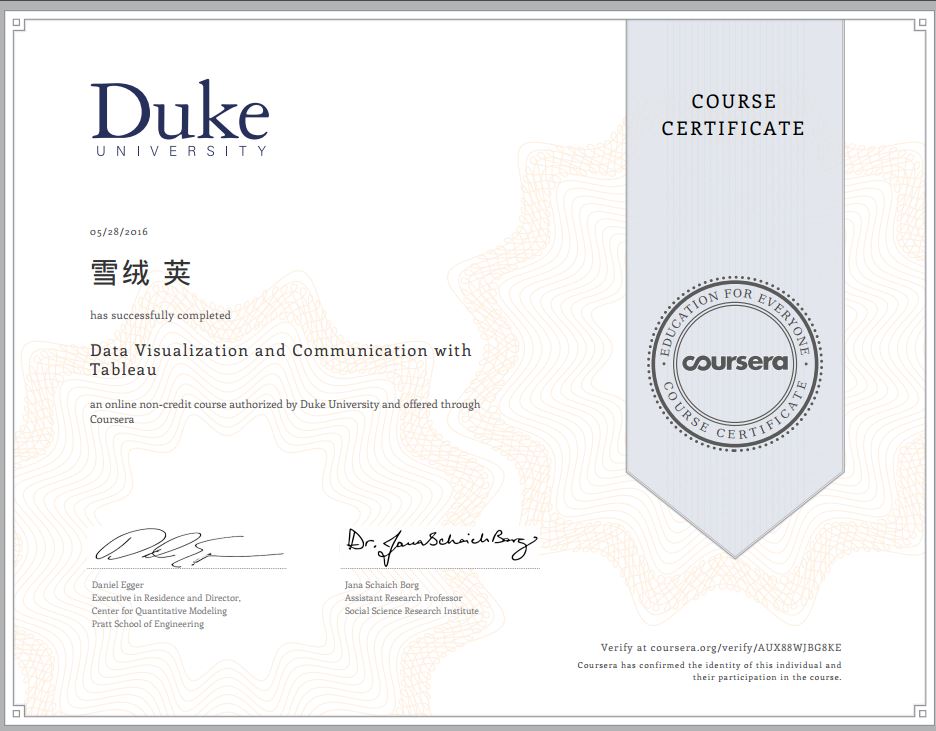 Duke
UNIVERSITY
COURSE
CERTIFICATE
05/28/2016
雪绒 荚
has successfully completed
Data Visualization and Communication with
Tableau
an online non-credit course authorized by Duke University and offered through
Coursera
EDUCATION FOR EVERYONE
coursera
COURSE CERTIFICATE
Dr. Jana Schaich Borg
Daniel Egger
Executive in Residence and Director,
Center for Quantitative Modeling
Pratt School of Engineering
Jana Schaich Borg
Assistant Research Professor
Social Science Research Institute
Verify at coursera.org/verify/AUX88WJBG8KE
Coursera has confirmed the identity of this individual and
their participation in the course.